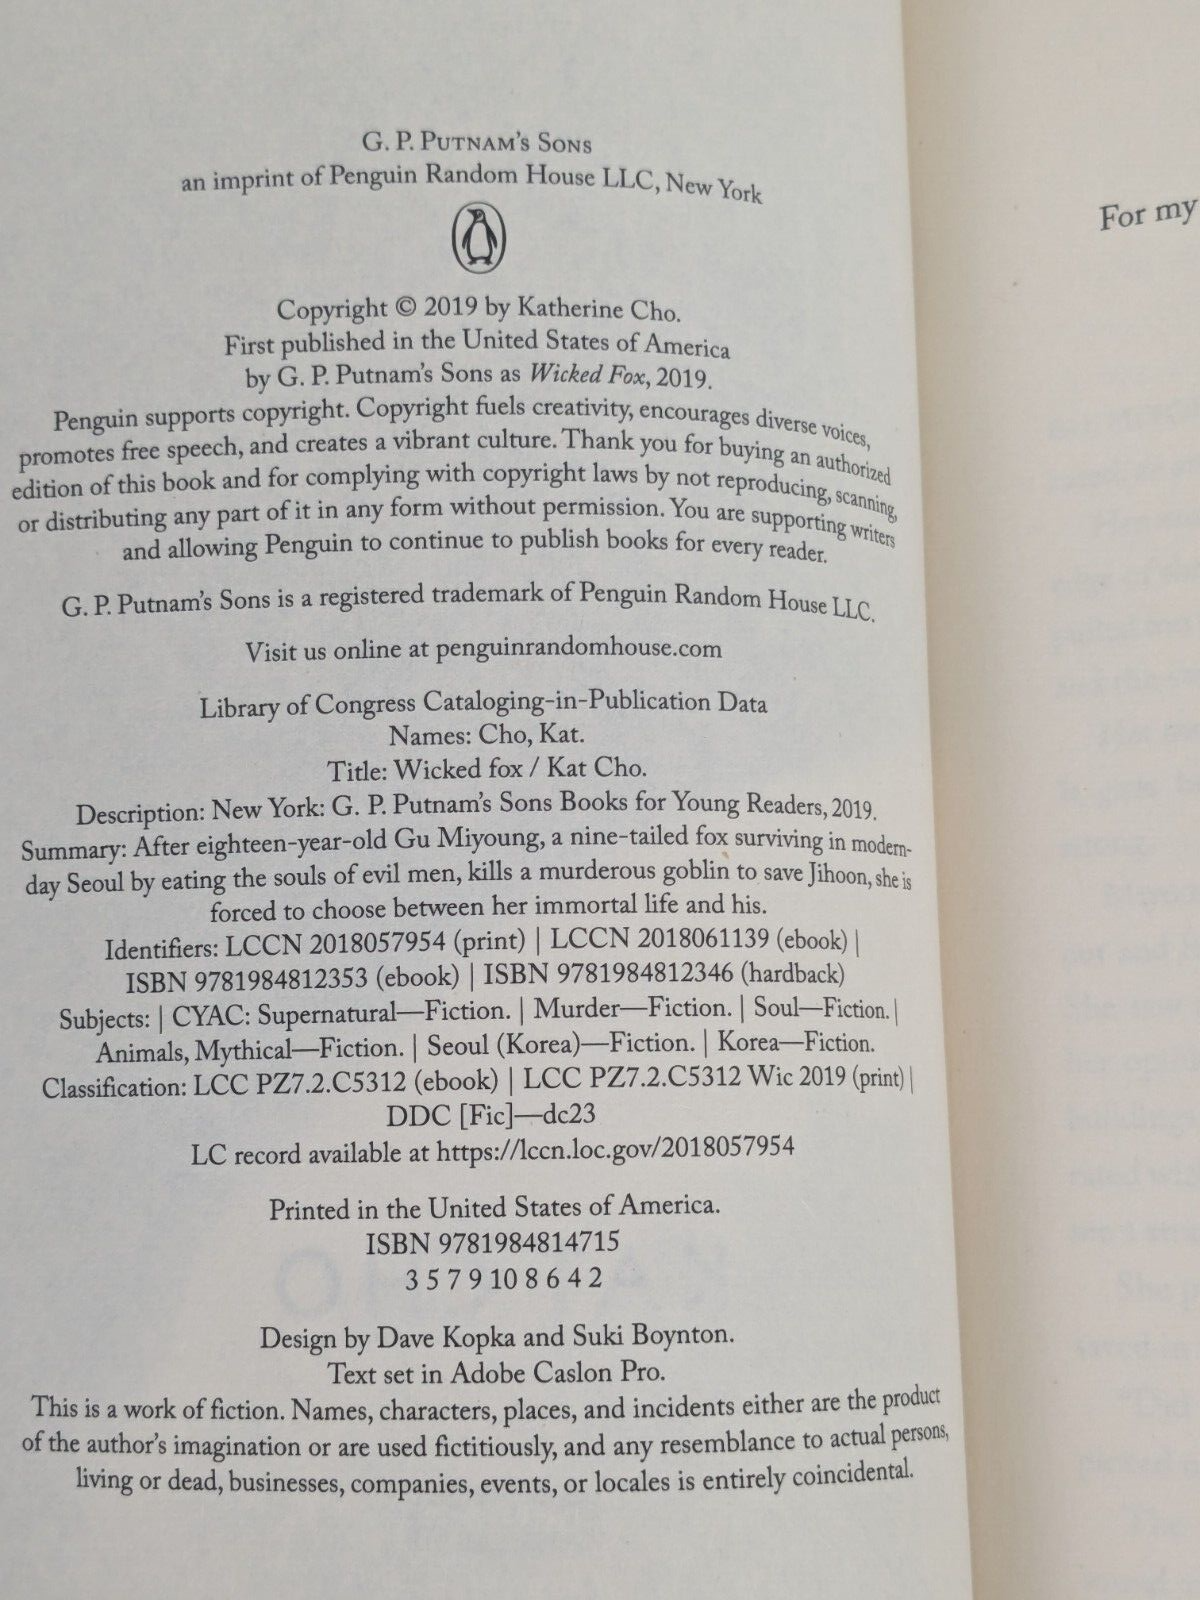 G. P. Putnam's Sons
an imprint of Penguin Random House LLC, New York
Copyright © 2019 by Katherine Cho.
First published in the United States of America
by G. P. Putnam's Sons as Wicked Fox, 2019.
Penguin supports copyright. Copyright fuels creativity, encourages diverse voices,
promotes free speech, and creates a vibrant culture. Thank you for buying an authorized
edition of this book and for complying with copyright laws by not reproducing, scanning,
or distributing any part of it in any form without permission. You are supporting writers
and allowing Penguin to continue to publish books for every reader.
G. P. Putnam's Sons is a registered trademark of Penguin Random House LLC.
Visit us online at penguinrandomhouse.com
Library of Congress Cataloging-in-Publication Data
Names: Cho, Kat.
Title: Wicked fox / Kat Cho.
Description: New York: G. P. Putnam's Sons Books for Young Readers, 2019.
Summary: After eighteen-year-old Gu Miyoung, a nine-tailed fox surviving in modern-
day Seoul by eating the souls of evil men, kills a murderous goblin to save Jihoon, she is
forced to choose between her immortal life and his.
Identifiers: LCCN 2018057954 (print) | LCCN 2018061139 (ebook) |
ISBN 9781984812353 (ebook) | ISBN 9781984812346 (hardback)
Subjects: | CYAC: Supernatural—Fiction. | Murder—Fiction. | Soul—Fiction. |
Animals, Mythical—Fiction. | Seoul (Korea)—Fiction. | Korea—Fiction.
Classification: LCC PZ7.2.C5312 (ebook) | LCC PZ7.2.C5312 Wic 2019 (print) |
DDC [Fic]—dc23
LC record available at https://lccn.loc.gov/2018057954
Printed in the United States of America.
ISBN 9781984814715
3 5 7 9 10 8 6 4 2
Design by Dave Kopka and Suki Boynton.
Text set in Adobe Caslon Pro.
This is a work of fiction. Names, characters, places, and incidents either are the product
of the author's imagination or are used fictitiously, and any resemblance to actual persons,
living or dead, businesses, companies, events, or locales is entirely coincidental.
For my